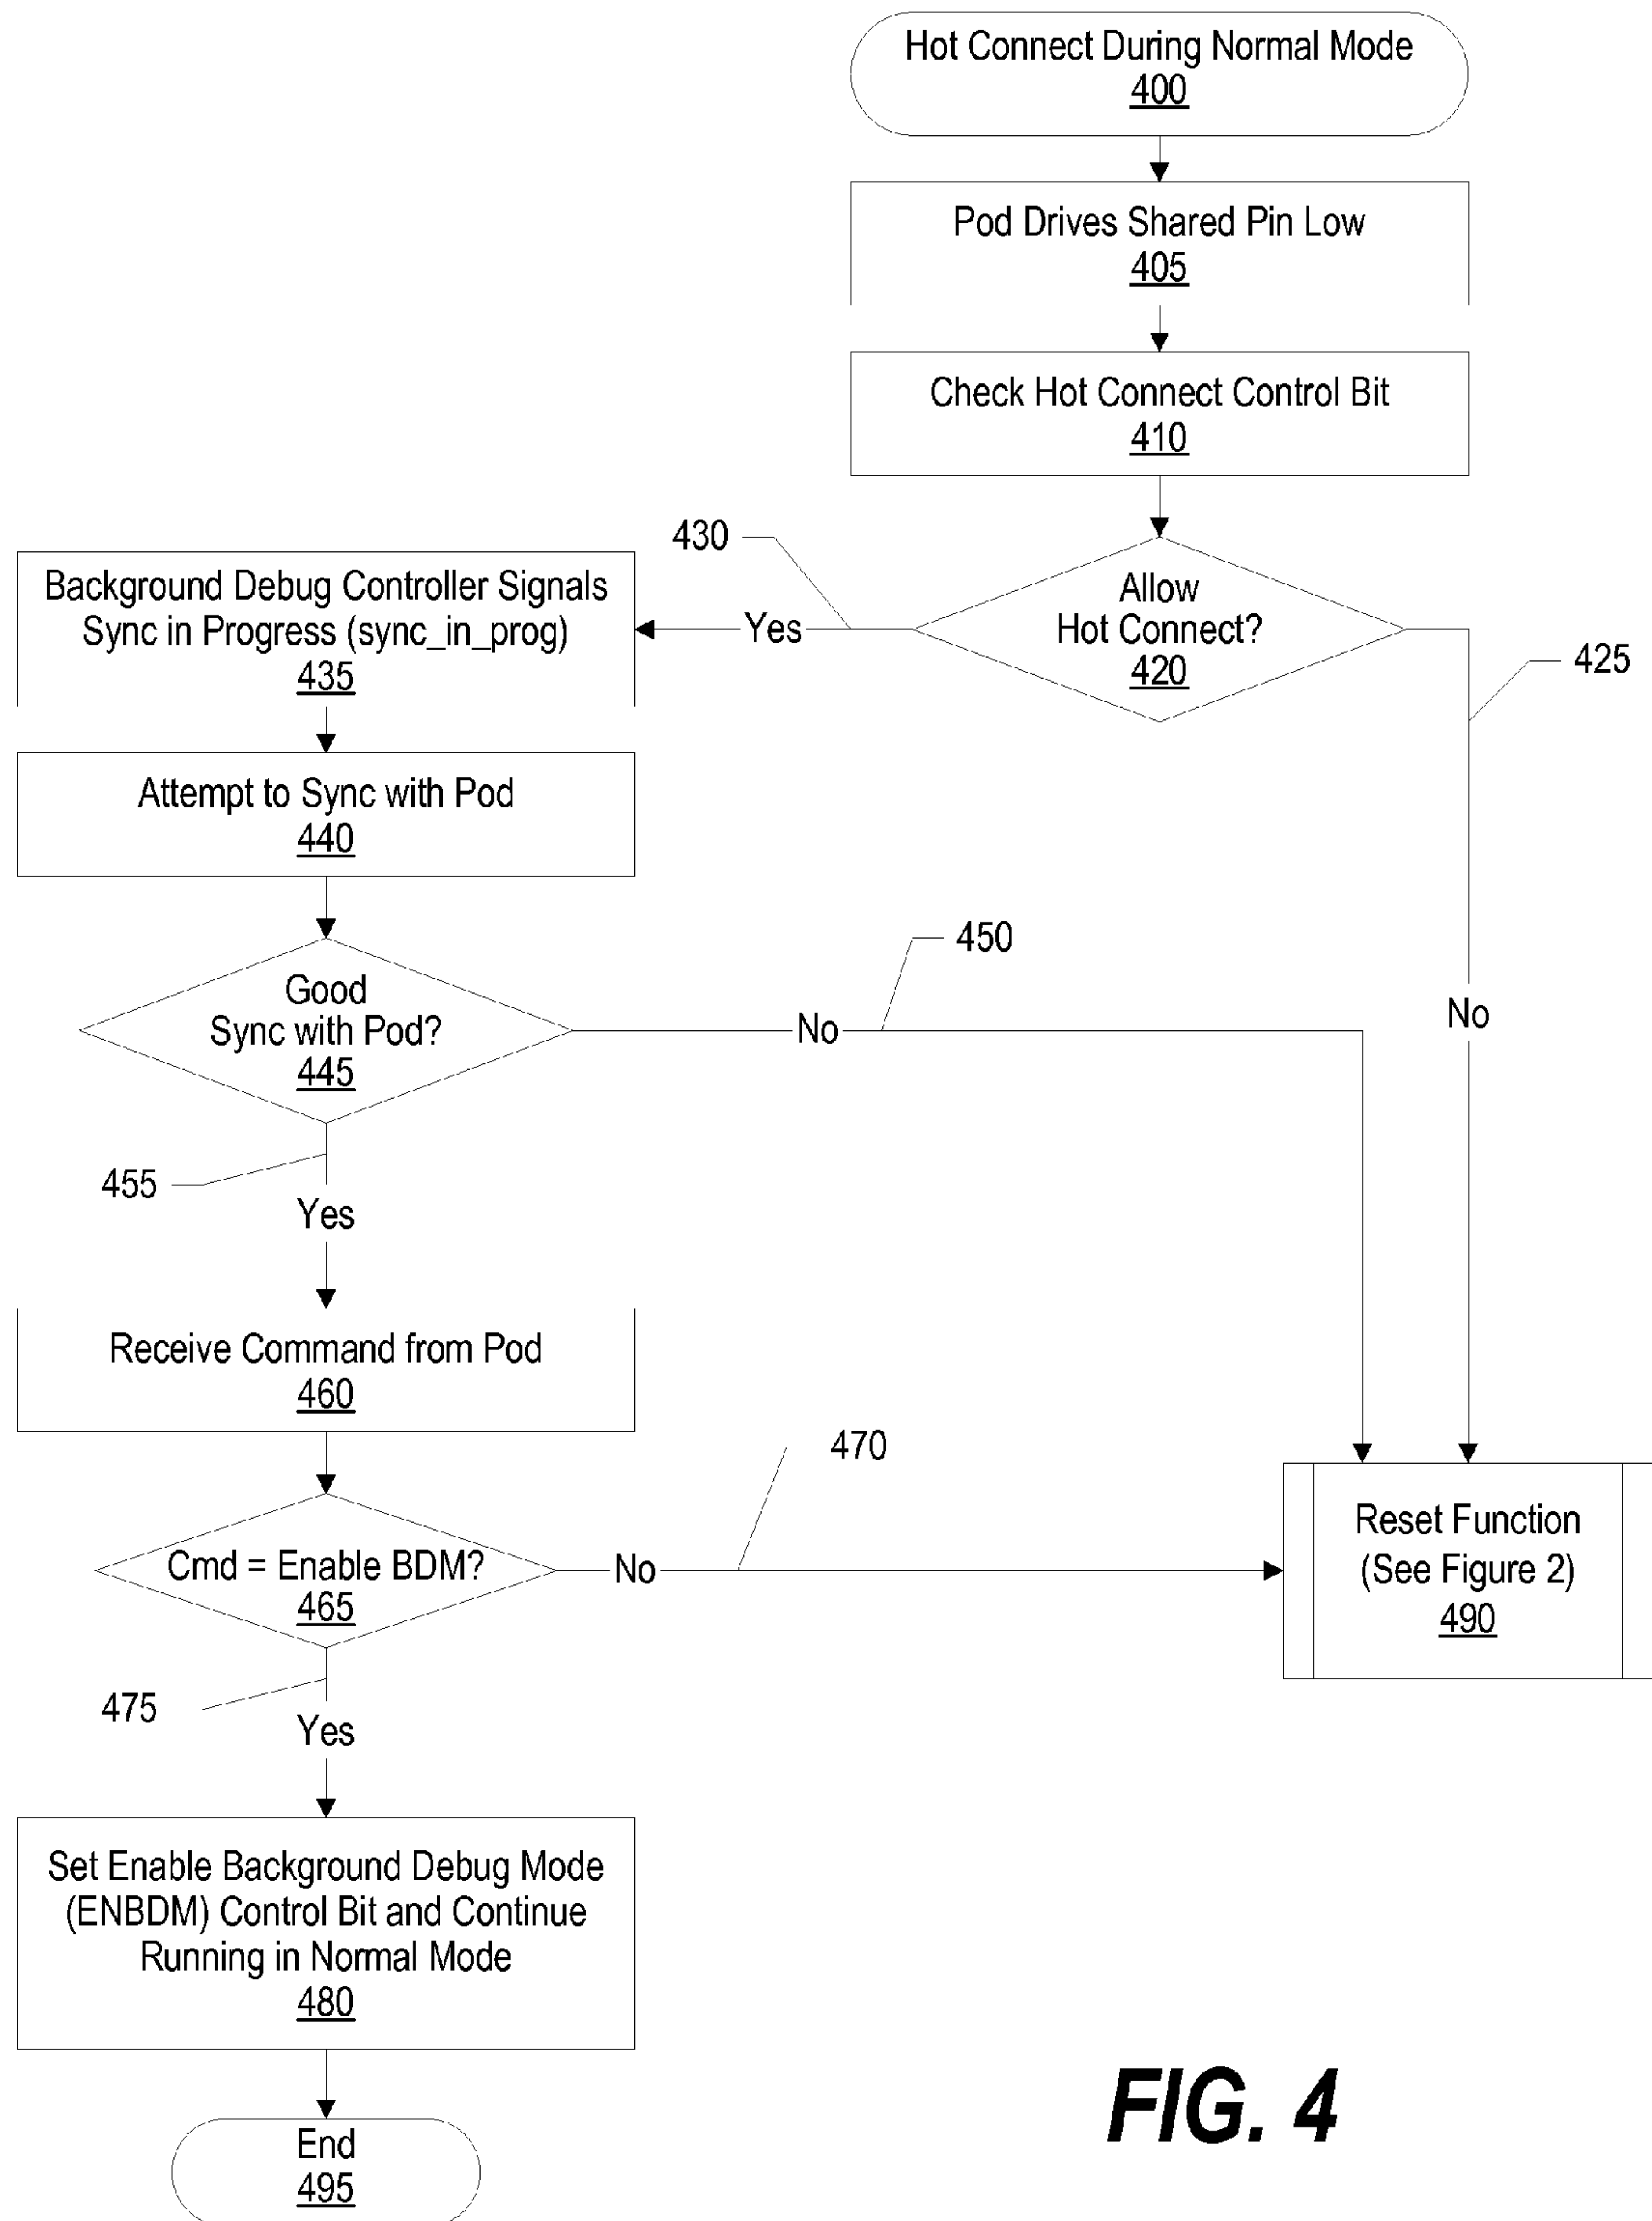 Hot Connect During Normal Mode
400
Pod Drives Shared Pin Low
405
Check Hot Connect Control Bit
410
430
Allow
Hot Connect?
420
Yes
425
No
Background Debug Controller Signals
Sync in Progress (sync_in_prog)
435
Attempt to Sync with Pod
440
450
Good
Sync with Pod?
445
No
455
Yes
Receive Command from Pod
460
470
Cmd = Enable BDM?
465
No
Reset Function
(See Figure 2)
490
475
Yes
Set Enable Background Debug Mode
(ENBDM) Control Bit and Continue
Running in Normal Mode
480
End
495
FIG. 4